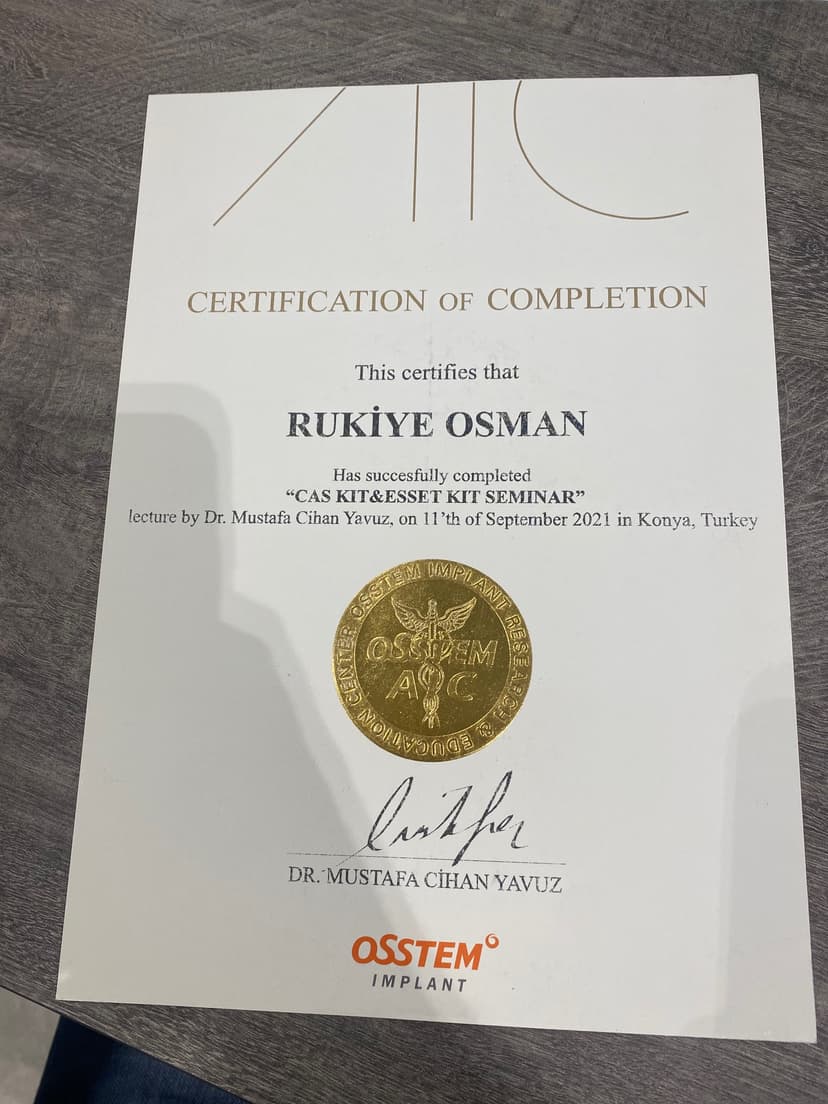 AIC
CERTIFICATION OF COMPLETION
This certifies that
RUKİYE OSMAN
Has succesfully completed
“CAS KIT&ESSET KIT SEMINAR”
lecture by Dr. Mustafa Cihan Yavuz, on 11’th of September 2021 in Konya, Turkey
OSSTEM IMPLANT RESEARCH & EDUCATION CENTER
OSSTEM
AIC
DR. MUSTAFA CİHAN YAVUZ
OSSTEM
IMPLANT